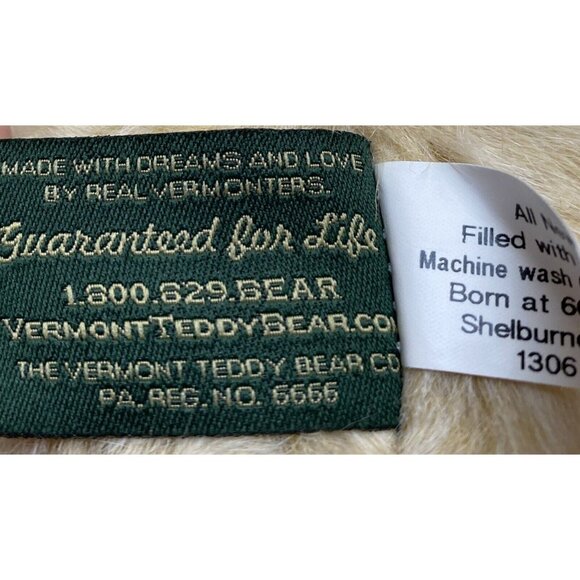 MADE WITH DREAMS AND LOVE
BY REAL VERMONTERS.
Guaranteed for Life
1.800.829.BEAR
VERMONTTEDDYBEAR.CO
THE VERMONT TEDDY BEAR CO
PA. REG. NO. 6666
All
Filled with
Machine wash
Born at
Shelburne
1306